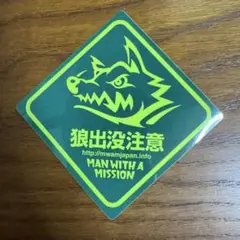 狼出没注意
http://mwamjapan.info
MAN WITH A
MISSION